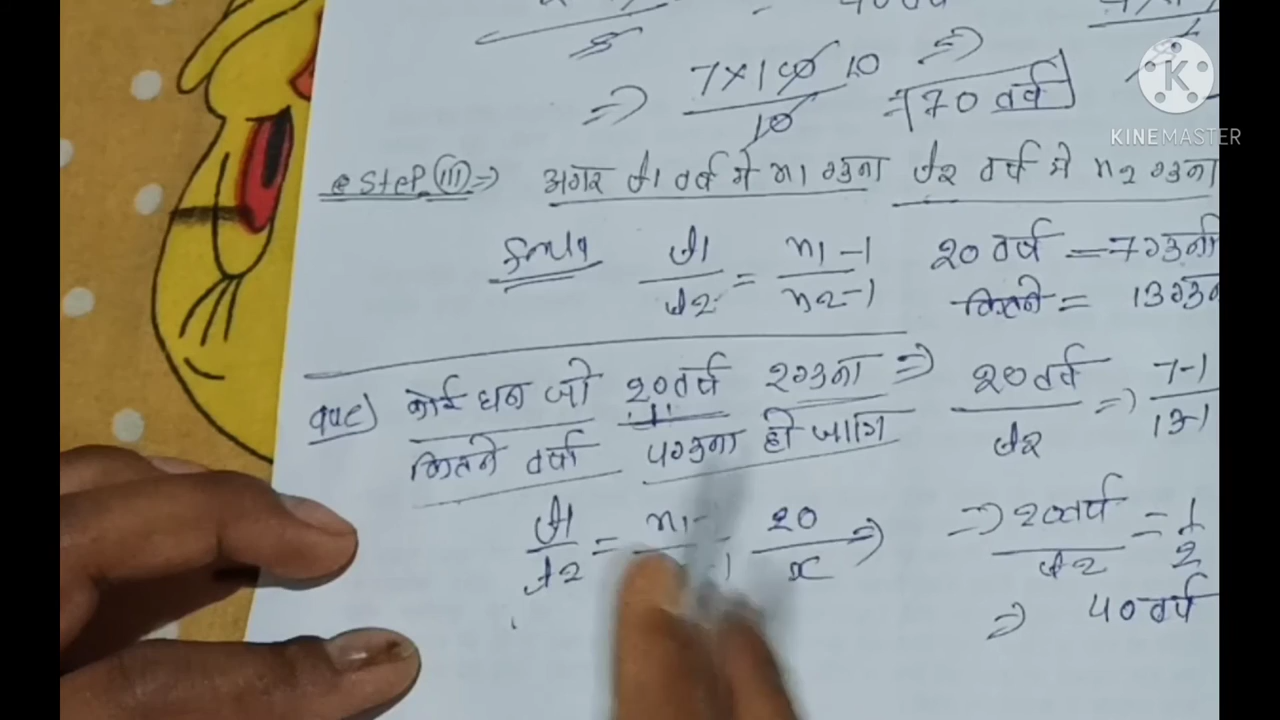 7×100 10
10
⇒
= 70 वर्ष
KINEMASTER
Step (III) ⇒ अगर t1 वर्ष मे n1 गुना t2 वर्ष मे n2 गुना
t1/t2 = n1-1/n2-1
20 वर्ष = 7 गुना
कितने = 13 गुन
Que) कोई धन जो 20 वर्ष 2 गुना ⇒
कितने वर्षो 5 गुना हो जागि
20 वर्ष/t2 ⇒ 7-1/13-1
t1/t2 = n1-
20/x ⇒
⇒ 20 वर्ष/t2 = 1/2
⇒ 40 वर्ष